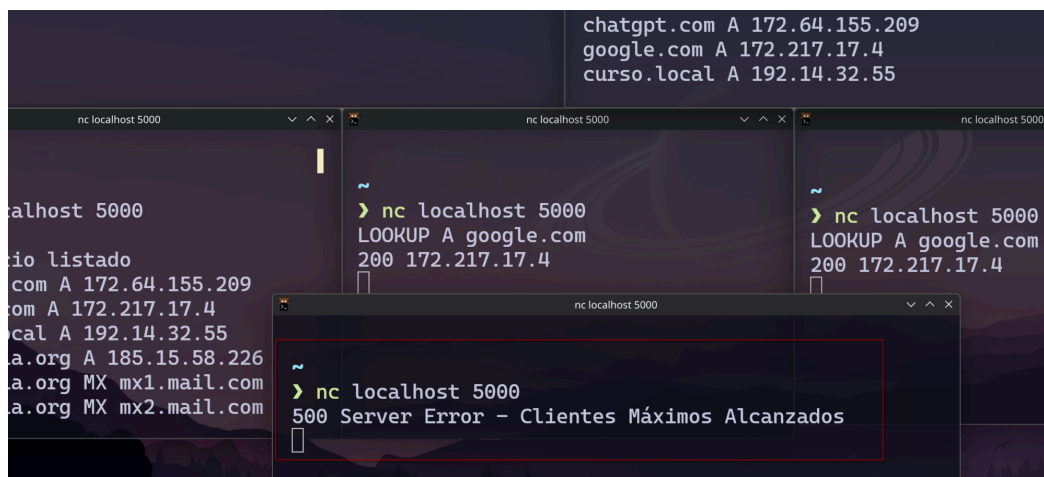 chatgpt.com A 172.64.155.209
google.com A 172.217.17.4
curso.local A 192.14.32.55
nc localhost 5000
alhost 5000
io listado
com A 172.64.155.209
om A 172.217.17.4
cal A 192.14.32.55
a.org A 185.15.58.226
a.org MX mx1.mail.com
a.org MX mx2.mail.com
nc localhost 5000
~
❯ nc localhost 5000
LOOKUP A google.com
200 172.217.17.4
nc localhost 5000
~
❯ nc localhost 5000
LOOKUP A google.com
200 172.217.17.4
nc localhost 5000
~
❯ nc localhost 5000
500 Server Error – Clientes Máximos Alcanzados